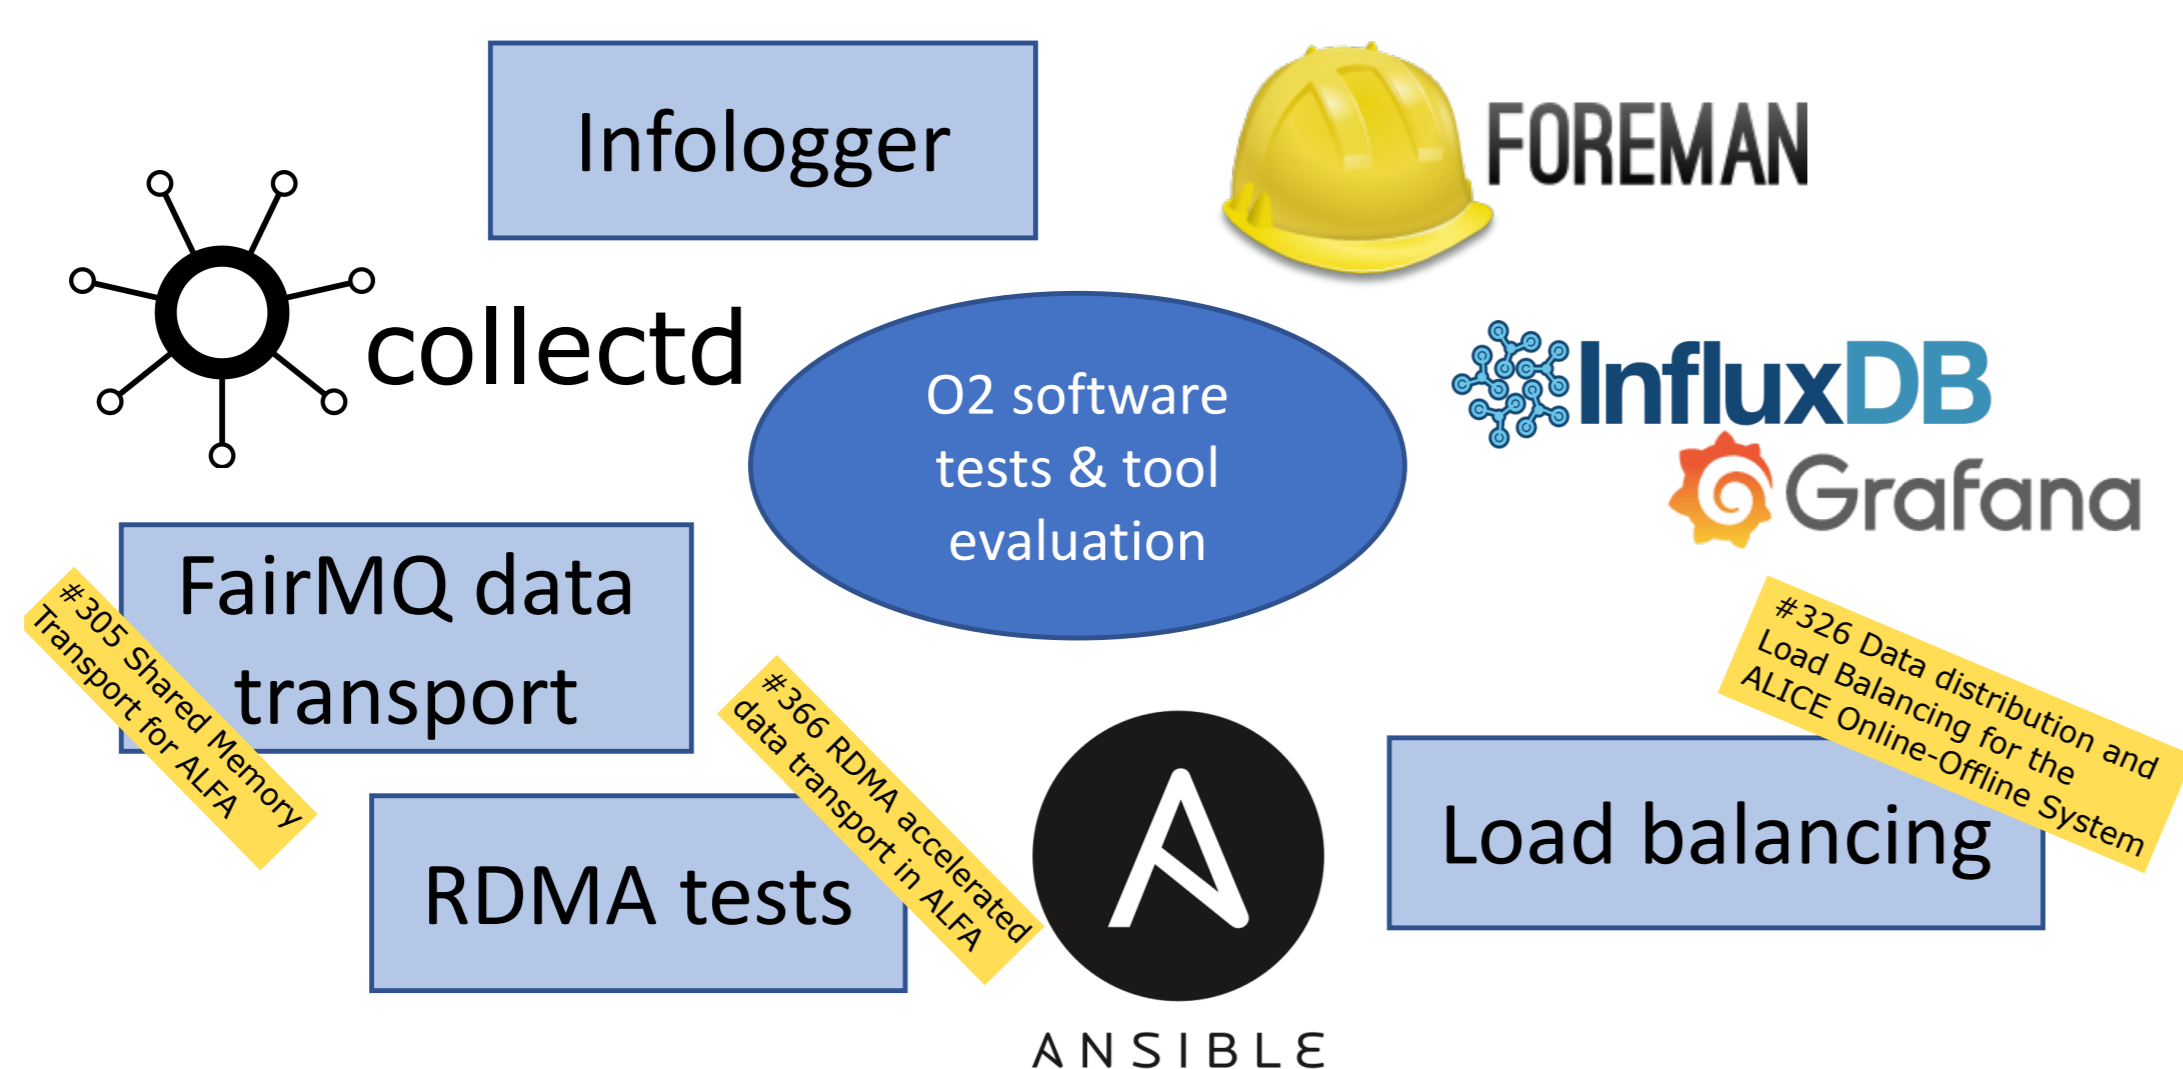 Infologger
FOREMAN
collectd
InfluxDB
Grafana
O2 software
tests & tool
evaluation
FairMQ data
transport
#305 Shared Memory
Transport for ALFA
#366 RDMA accelerated
data transport in ALFA
#326 Data distribution and
Load Balancing for the
ALICE Online-Offline System
RDMA tests
Load balancing
ANSIBLE